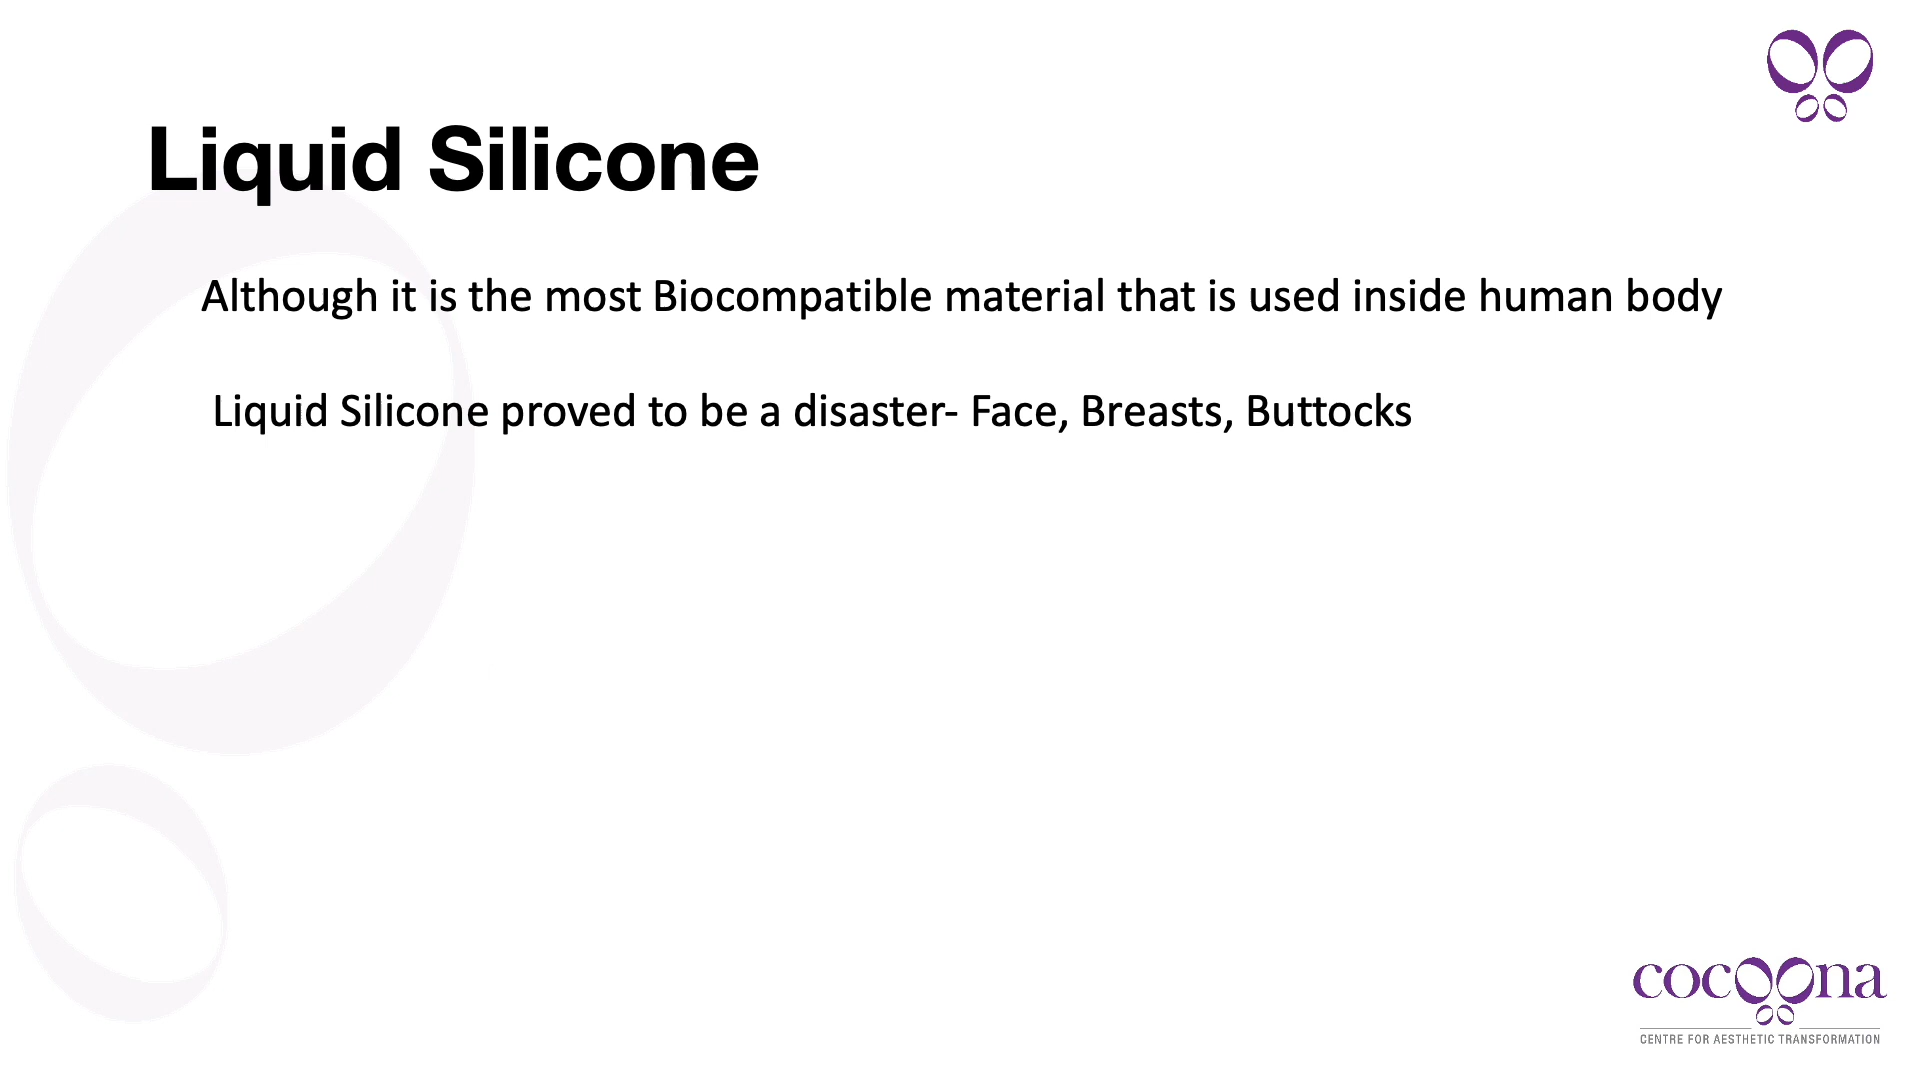 Liquid Silicone
Although it is the most Biocompatible material that is used inside human body
Liquid Silicone proved to be a disaster- Face, Breasts, Buttocks
cocoona
CENTRE FOR AESTHETIC TRANSFORMATION